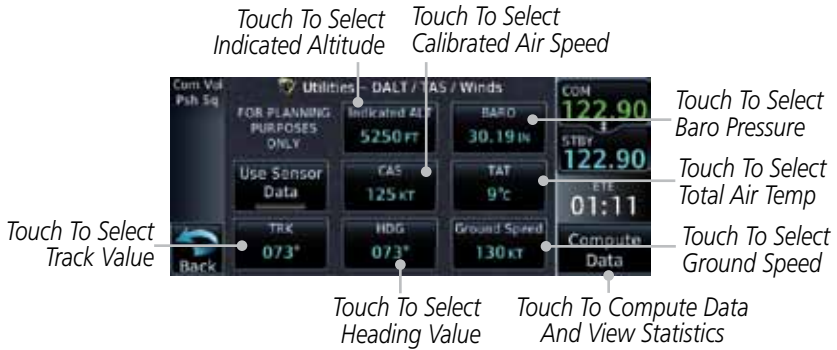 Touch To Select
Indicated Altitude
Touch To Select
Calibrated Air Speed
Com Vol
Psh Sq
Utilities – DALT / TAS / Winds
FOR PLANNING
PURPOSES
ONLY
Indicated ALT
5250 FT
BARO
30.19 IN
COM
122.90
STBY
122.90
Touch To Select
Baro Pressure
Use Sensor
Data
CAS
125 KT
TAT
9°C
ETE
01:11
Touch To Select
Total Air Temp
Touch To Select
Track Value
Back
TRK
073°
HDG
073°
Ground Speed
130 KT
Compute
Data
Touch To Select
Ground Speed
Touch To Select
Heading Value
Touch To Compute Data
And View Statistics